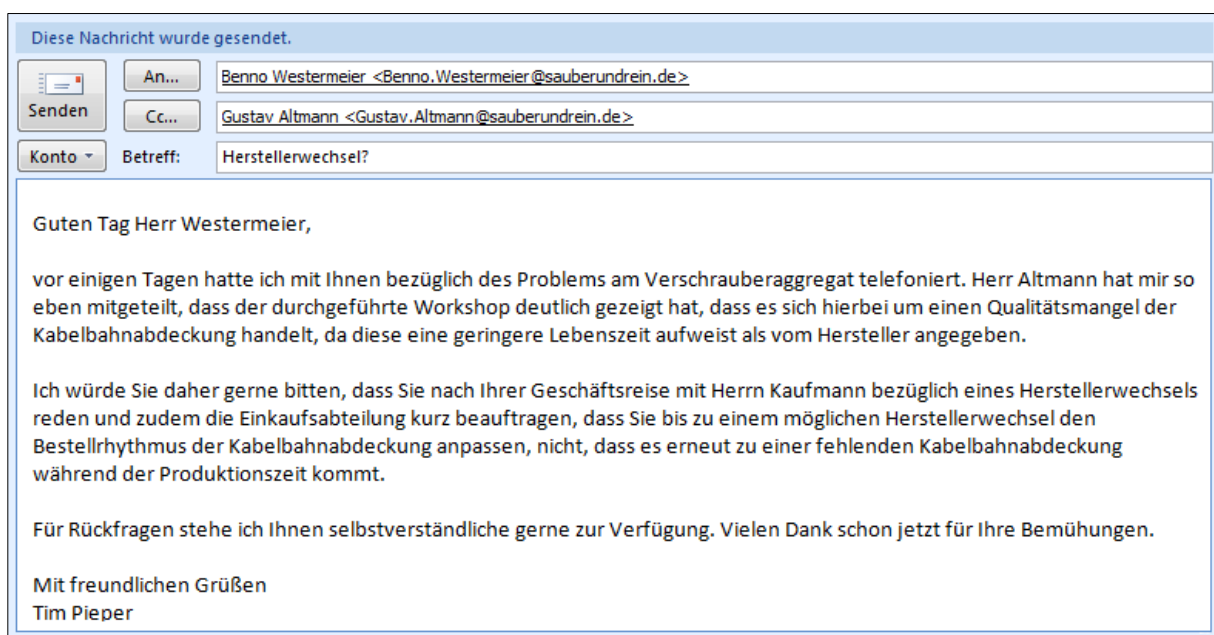 Diese Nachricht wurde gesendet.
Senden
An...
Benno Westermeier <Benno.Westermeier@sauberundrein.de>
Cc...
Gustav Altmann <Gustav.Altmann@sauberundrein.de>
Konto
Betreff:
Herstellerwechsel?
Guten Tag Herr Westermeier,
vor einigen Tagen hatte ich mit Ihnen bezüglich des Problems am Verschrauberaggregat telefoniert. Herr Altmann hat mir so
eben mitgeteilt, dass der durchgeführte Workshop deutlich gezeigt hat, dass es sich hierbei um einen Qualitätsmangel der
Kabelbahnabdeckung handelt, da diese eine geringere Lebenszeit aufweist als vom Hersteller angegeben.
Ich würde Sie daher gerne bitten, dass Sie nach Ihrer Geschäftsreise mit Herrn Kaufmann bezüglich eines Herstellerwechsels
reden und zudem die Einkaufsabteilung kurz beauftragen, dass Sie bis zu einem möglichen Herstellerwechsel den
Bestellrhythmus der Kabelbahnabdeckung anpassen, nicht, dass es erneut zu einer fehlenden Kabelbahnabdeckung
während der Produktionszeit kommt.
Für Rückfragen stehe ich Ihnen selbstverständliche gerne zur Verfügung. Vielen Dank schon jetzt für Ihre Bemühungen.
Mit freundlichen Grüßen
Tim Pieper